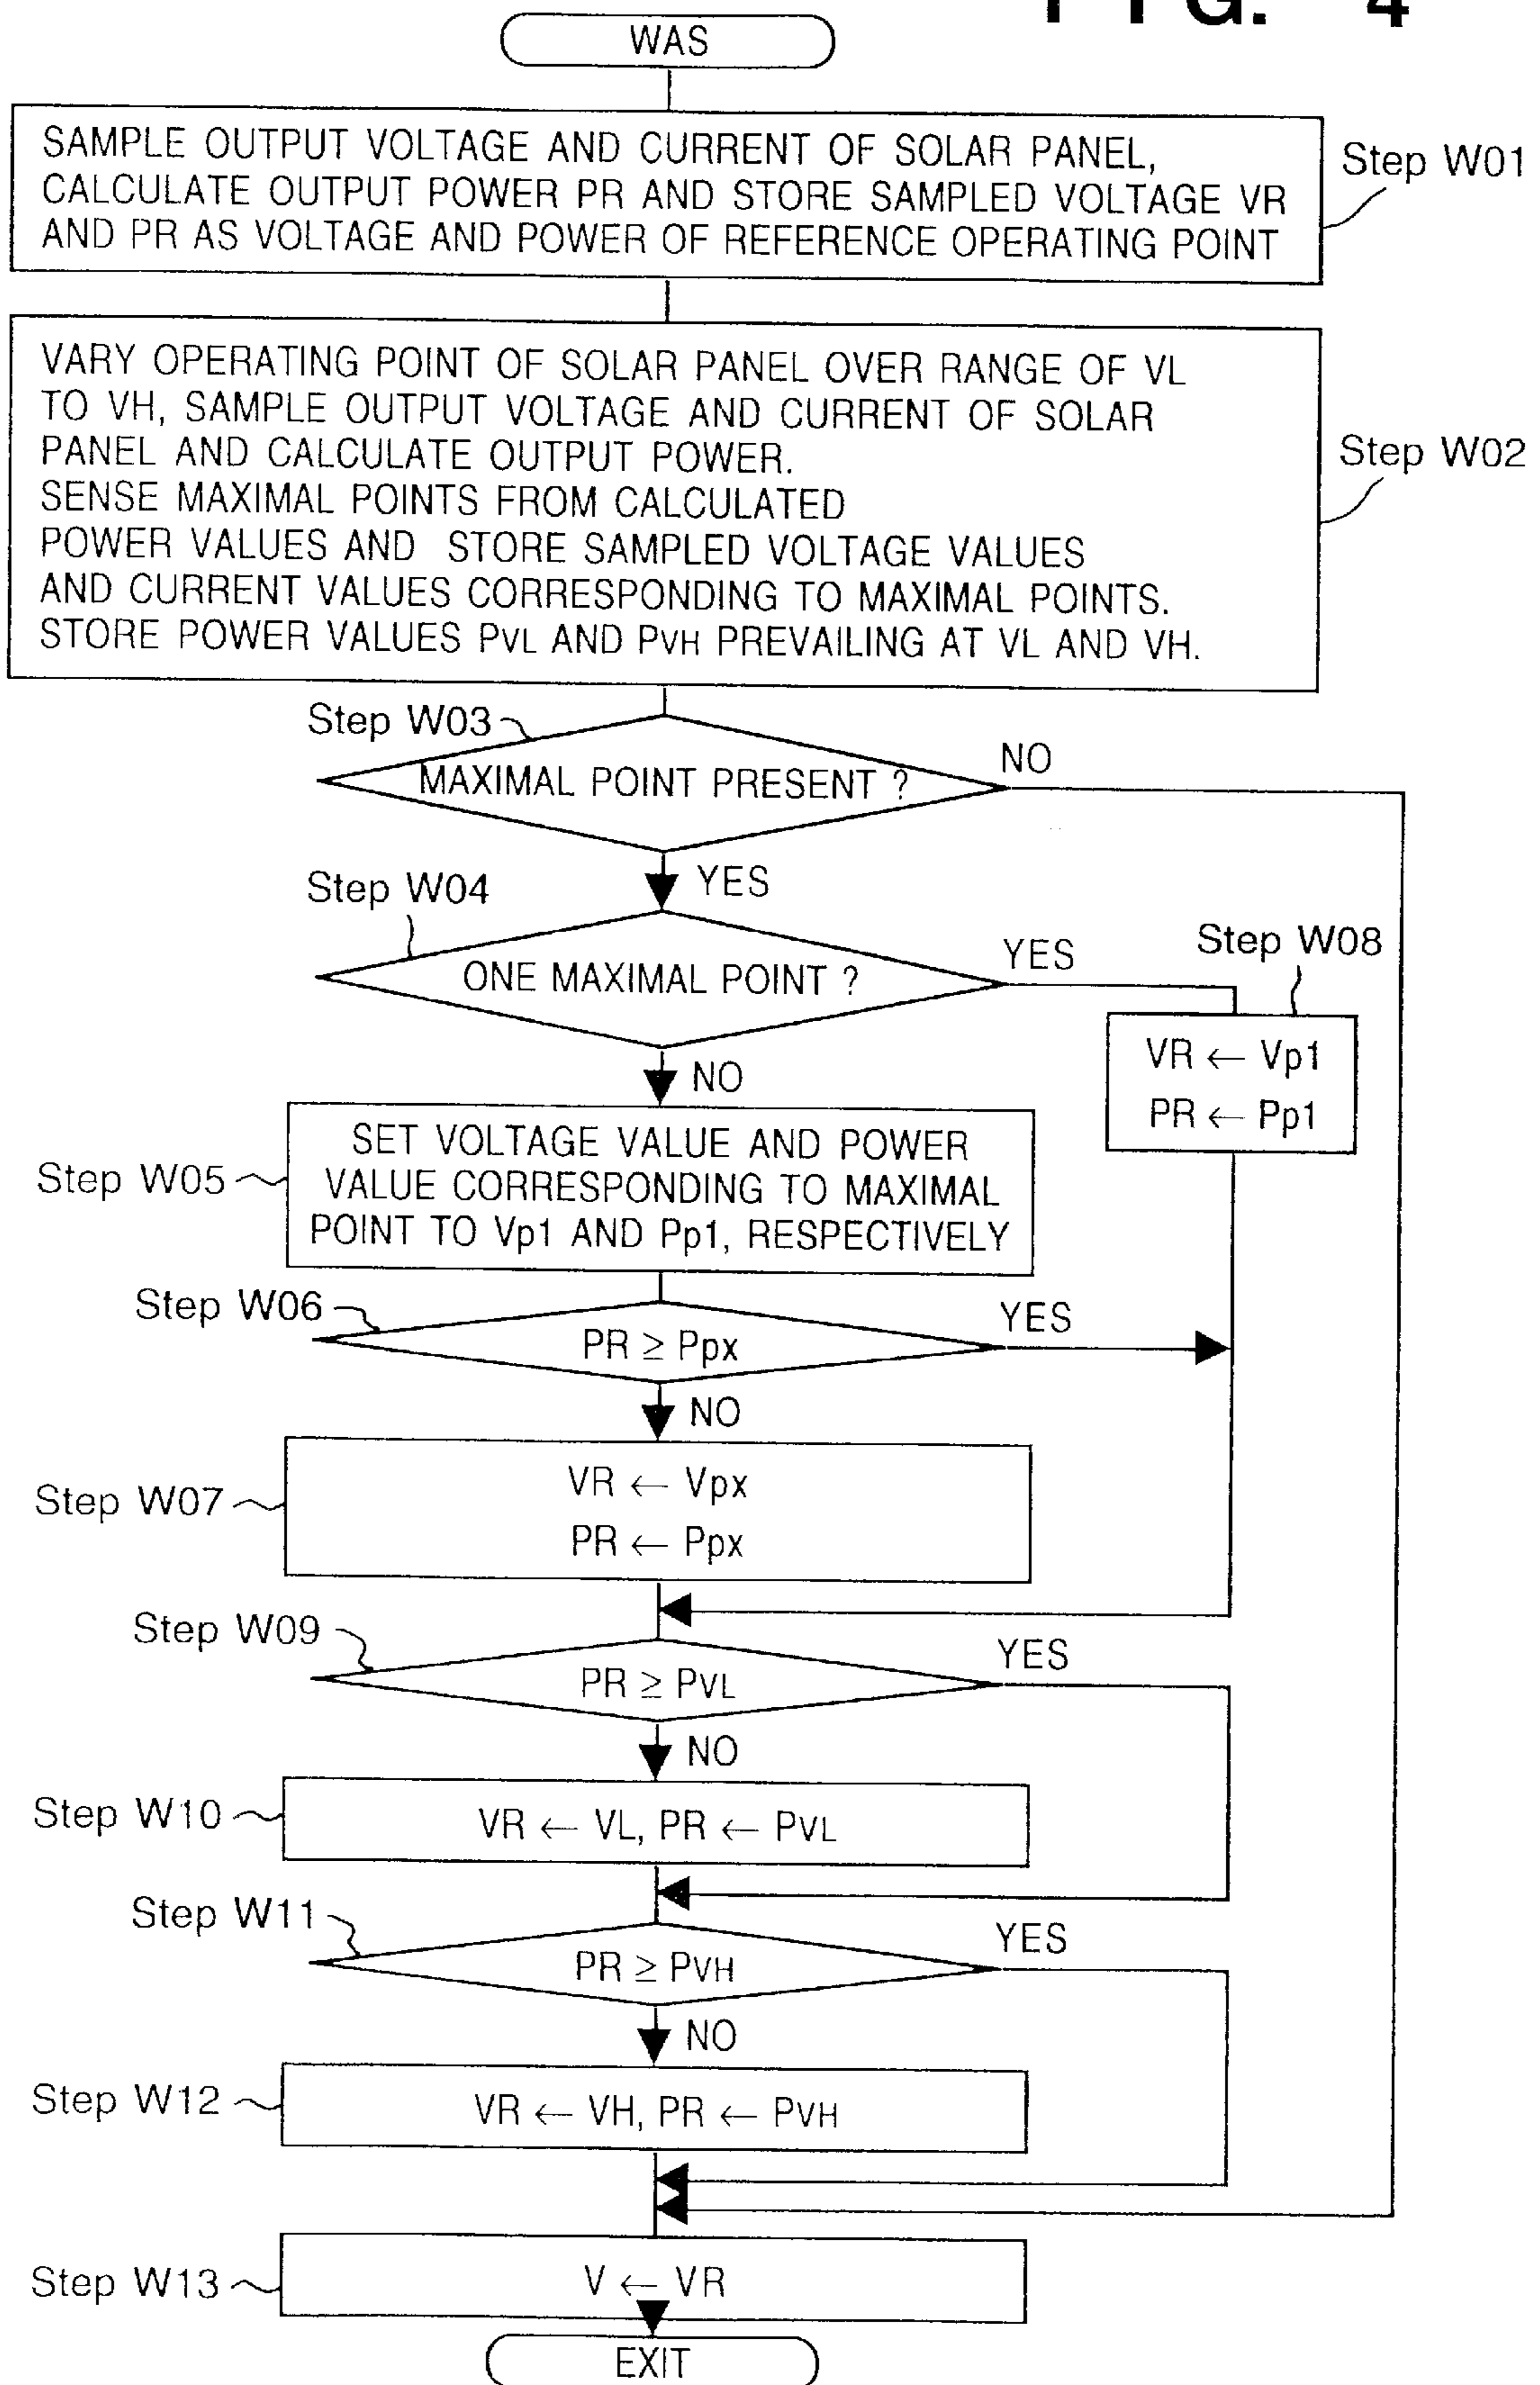 FIG. 4
WAS
SAMPLE OUTPUT VOLTAGE AND CURRENT OF SOLAR PANEL,
CALCULATE OUTPUT POWER PR AND STORE SAMPLED VOLTAGE VR
AND PR AS VOLTAGE AND POWER OF REFERENCE OPERATING POINT
Step W01
VARY OPERATING POINT OF SOLAR PANEL OVER RANGE OF VL
TO VH, SAMPLE OUTPUT VOLTAGE AND CURRENT OF SOLAR
PANEL AND CALCULATE OUTPUT POWER.
SENSE MAXIMAL POINTS FROM CALCULATED
POWER VALUES AND STORE SAMPLED VOLTAGE VALUES
AND CURRENT VALUES CORRESPONDING TO MAXIMAL POINTS.
STORE POWER VALUES PVL AND PVH PREVAILING AT VL AND VH.
Step W02
Step W03
MAXIMAL POINT PRESENT ?
NO
YES
Step W04
ONE MAXIMAL POINT ?
YES
Step W08
VR ← Vp1
PR ← Pp1
NO
Step W05
SET VOLTAGE VALUE AND POWER
VALUE CORRESPONDING TO MAXIMAL
POINT TO Vp1 AND Pp1, RESPECTIVELY
Step W06
PR ≥ Ppx
YES
NO
Step W07
VR ← Vpx
PR ← Ppx
Step W09
PR ≥ PVL
YES
NO
Step W10
VR ← VL, PR ← PVL
Step W11
PR ≥ PVH
YES
NO
Step W12
VR ← VH, PR ← PVH
Step W13
V ← VR
EXIT